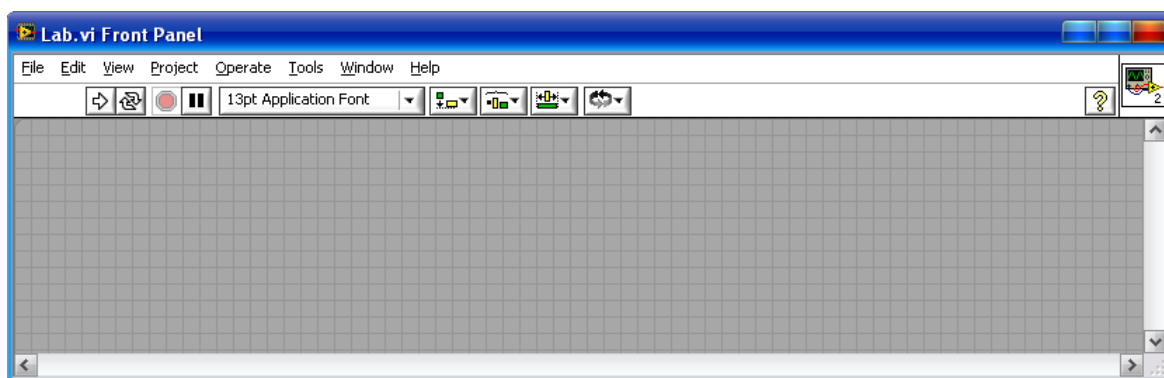 Lab.vi Front Panel
File Edit View Project Operate Tools Window Help
13pt Application Font
?
2